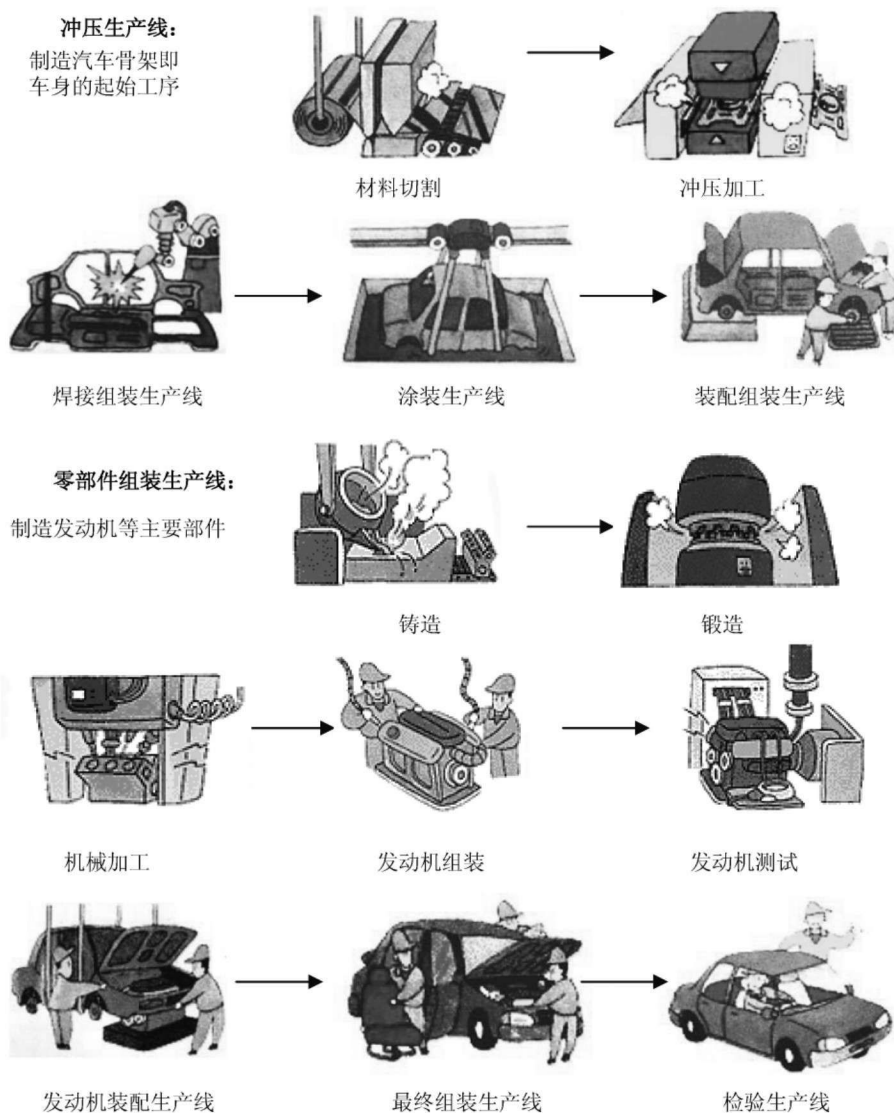 冲压生产线：
制造汽车骨架即
车身的起始工序
材料切割
冲压加工
焊接组装生产线
涂装生产线
装配组装生产线
零部件组装生产线：
制造发动机等主要部件
铸造
锻造
机械加工
发动机组装
发动机测试
发动机装配生产线
最终组装生产线
检验生产线